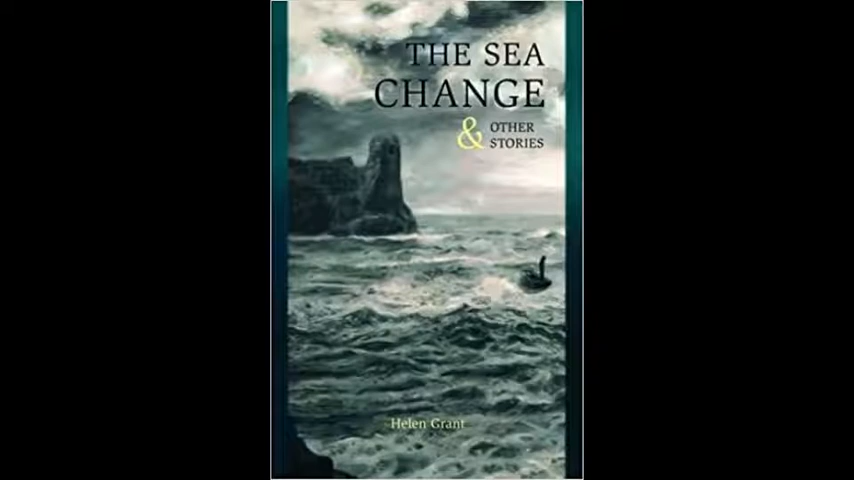 THE SEA
CHANGE
& OTHER
STORIES
Helen Grant